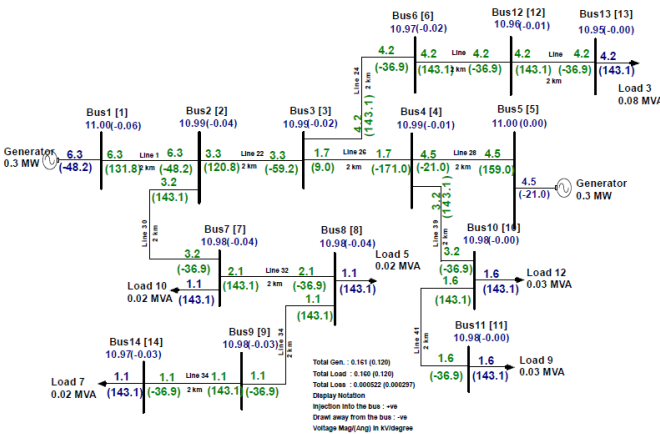 Bus6 [6]
10.97(-0.02)
Bus12 [12]
10.96(-0.01)
Bus13 [13]
10.95(-0.00)
4.2 4.2 Line 4.2 4.2 Line 4.2 4.2
(-36.9) (143.1) 2 km (-36.9) (143.1) 2 km (-36.9) (143.1)
Load 3
0.08 MVA
Line 24
2 km
4.2
(143.1)
Bus1 [1]
11.00(-0.06)
Bus2 [2]
10.99(-0.04)
Bus3 [3]
10.99(-0.02)
Bus4 [4]
10.99(-0.01)
Bus5 [5]
11.00(0.00)
Generator
0.3 MW
6.3 6.3 Line 1 6.3 3.3 Line 22 3.3 1.7 Line 26 1.7 4.5 Line 28 4.5
(-48.2) (131.8) 2 km (-48.2) (120.8) 2 km (-59.2) (9.0) 2 km (-171.0) (-21.0) 2 km (159.0)
4.5
(-21.0)
Generator
0.3 MW
3.2
(143.1)
Line 30
2 km
3.2
(143.1)
Line 39
2 km
Bus7 [7]
10.98(-0.04)
Bus8 [8]
10.98(-0.04)
Bus10 [10]
10.98(-0.00)
3.2
(-36.9)
2.1 Line 32 2.1
(143.1) 2 km (-36.9)
1.1
(143.1)
Load 5
0.02 MVA
Load 10
0.02 MVA
1.1
(143.1)
1.1
(143.1)
Line 34
2 km
3.2
(-36.9)
1.6
(143.1)
1.6
(143.1)
Load 12
0.03 MVA
Line 41
2 km
Bus14 [14]
10.97(-0.03)
Bus9 [9]
10.98(-0.03)
Bus11 [11]
10.98(-0.00)
Load 7
0.02 MVA
1.1 1.1 Line 34 1.1 1.1
(143.1) (-36.9) 2 km (143.1) (-36.9)
1.6 1.6
(-36.9) (143.1)
Load 9
0.03 MVA
Total Gen. : 0.161 (0.120)
Total Load : 0.160 (0.120)
Total Loss : 0.000522 (0.000297)
Display Notation
Injection into the bus : +ve
Drawl away from the bus : -ve
Voltage Mag/(Ang) in kV/degree